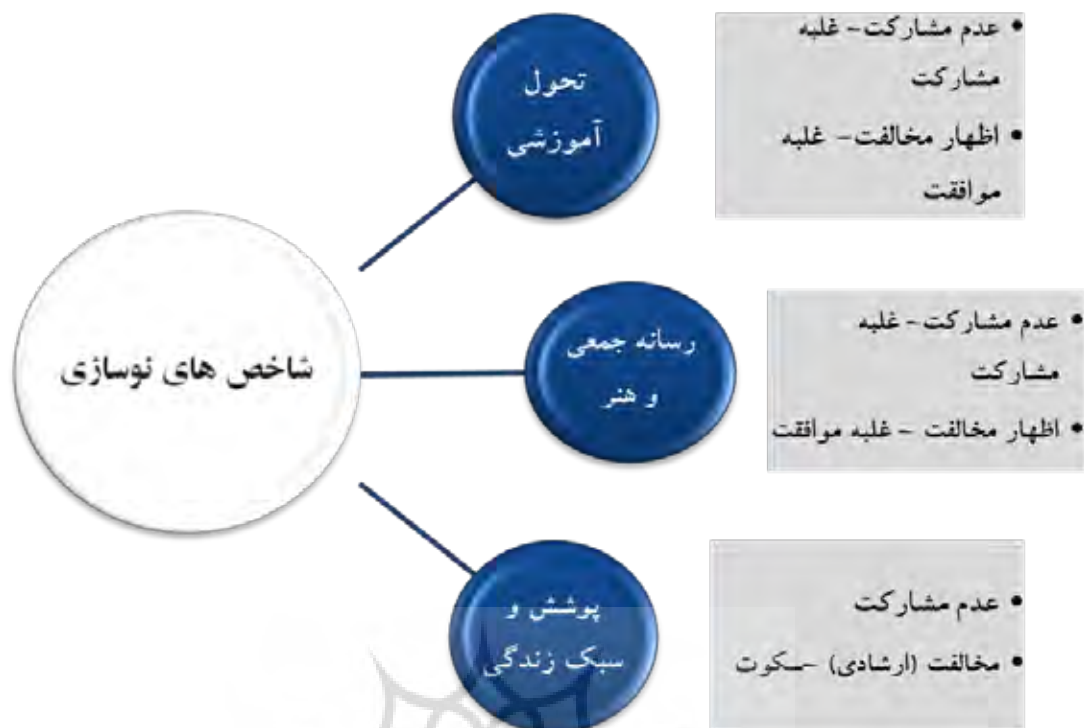 شاخص های نوسازی
تحول
آموزشی
• عدم مشارکت- غلبه
مشارکت
• اظهار مخالفت- غلبه
موافقت
رسانه جمعی
و هنر
• عدم مشارکت- غلبه
مشارکت
• اظهار مخالفت - غلبه موافقت
پوشش و
سبک زندگی
• عدم مشارکت
• مخالفت (ارشادی) -سکوت